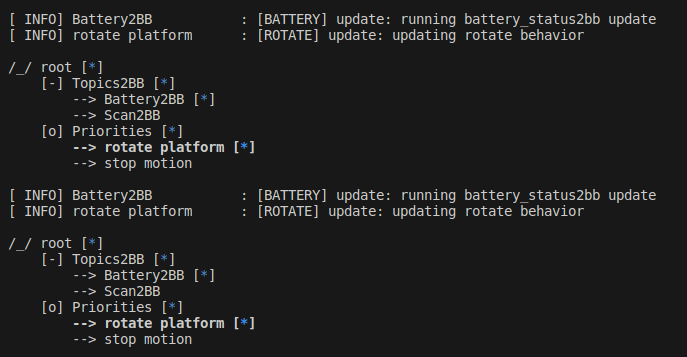 [ INFO] Battery2BB           : [BATTERY] update: running battery_status2bb update
[ INFO] rotate platform      : [ROTATE] update: updating rotate behavior

/_/ root [*]
    [-] Topics2BB [*]
        --> Battery2BB [*]
        --> Scan2BB
    [o] Priorities [*]
        --> rotate platform [*]
        --> stop motion

[ INFO] Battery2BB           : [BATTERY] update: running battery_status2bb update
[ INFO] rotate platform      : [ROTATE] update: updating rotate behavior

/_/ root [*]
    [-] Topics2BB [*]
        --> Battery2BB [*]
        --> Scan2BB
    [o] Priorities [*]
        --> rotate platform [*]
        --> stop motion